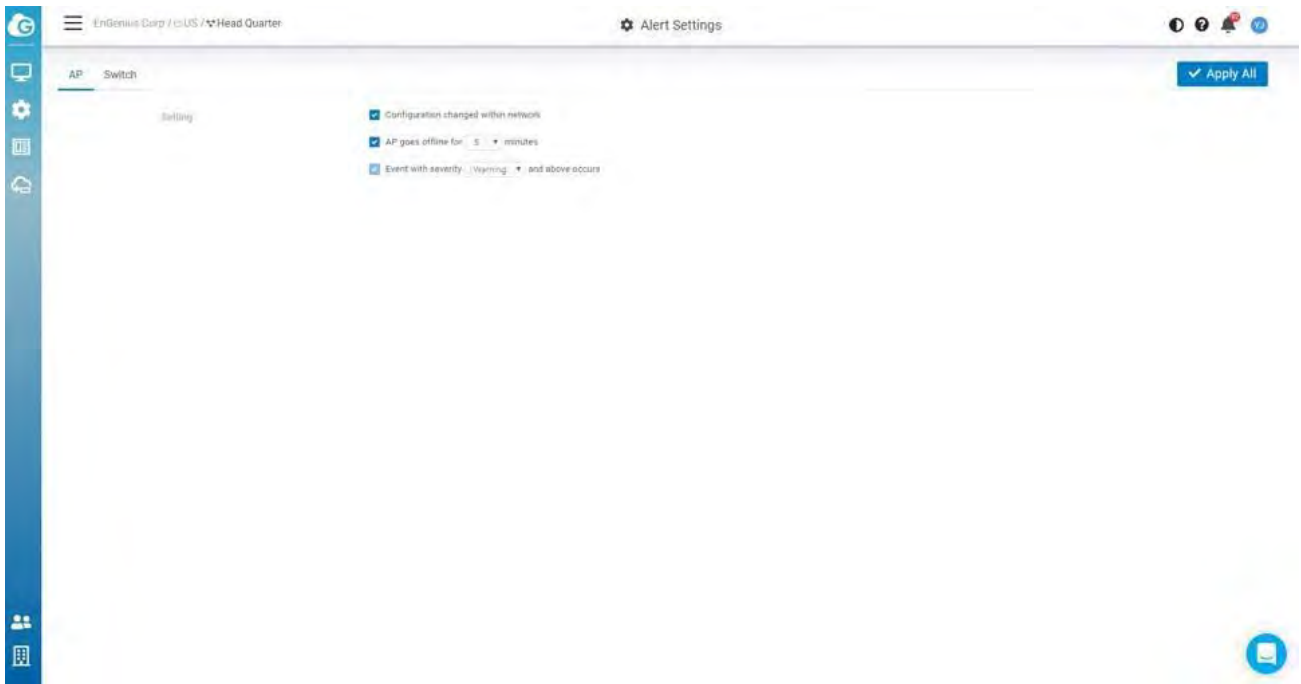 EnGenius Corp / US / Head Quarter
Alert Settings
YJ
AP Switch
Apply All
Setting
Configuration changed within network
AP goes offline for 5 minutes
Event with severity Warning and above occurs